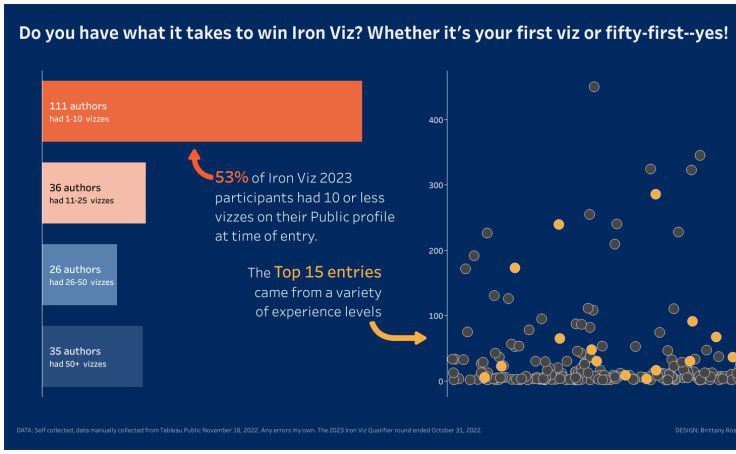 Do you have what it takes to win Iron Viz? Whether it's your first viz or fifty-first--yes!
111 authors
had 1-10 vizzes
36 authors
had 11-25 vizzes
26 authors
had 26-50 vizzes
35 authors
had 50+ vizzes
53% of Iron Viz 2023
participants had 10 or less
vizzes on their Public profile
at time of entry.
The Top 15 entries
came from a variety
of experience levels
400
300
200
100
0
DATA: Self collected, data manually collected from Tableau Public November 18, 2022. Any errors my own. The 2023 Iron Viz Qualifier round ended October 31, 2022.
DESIGN: Brittany Ros